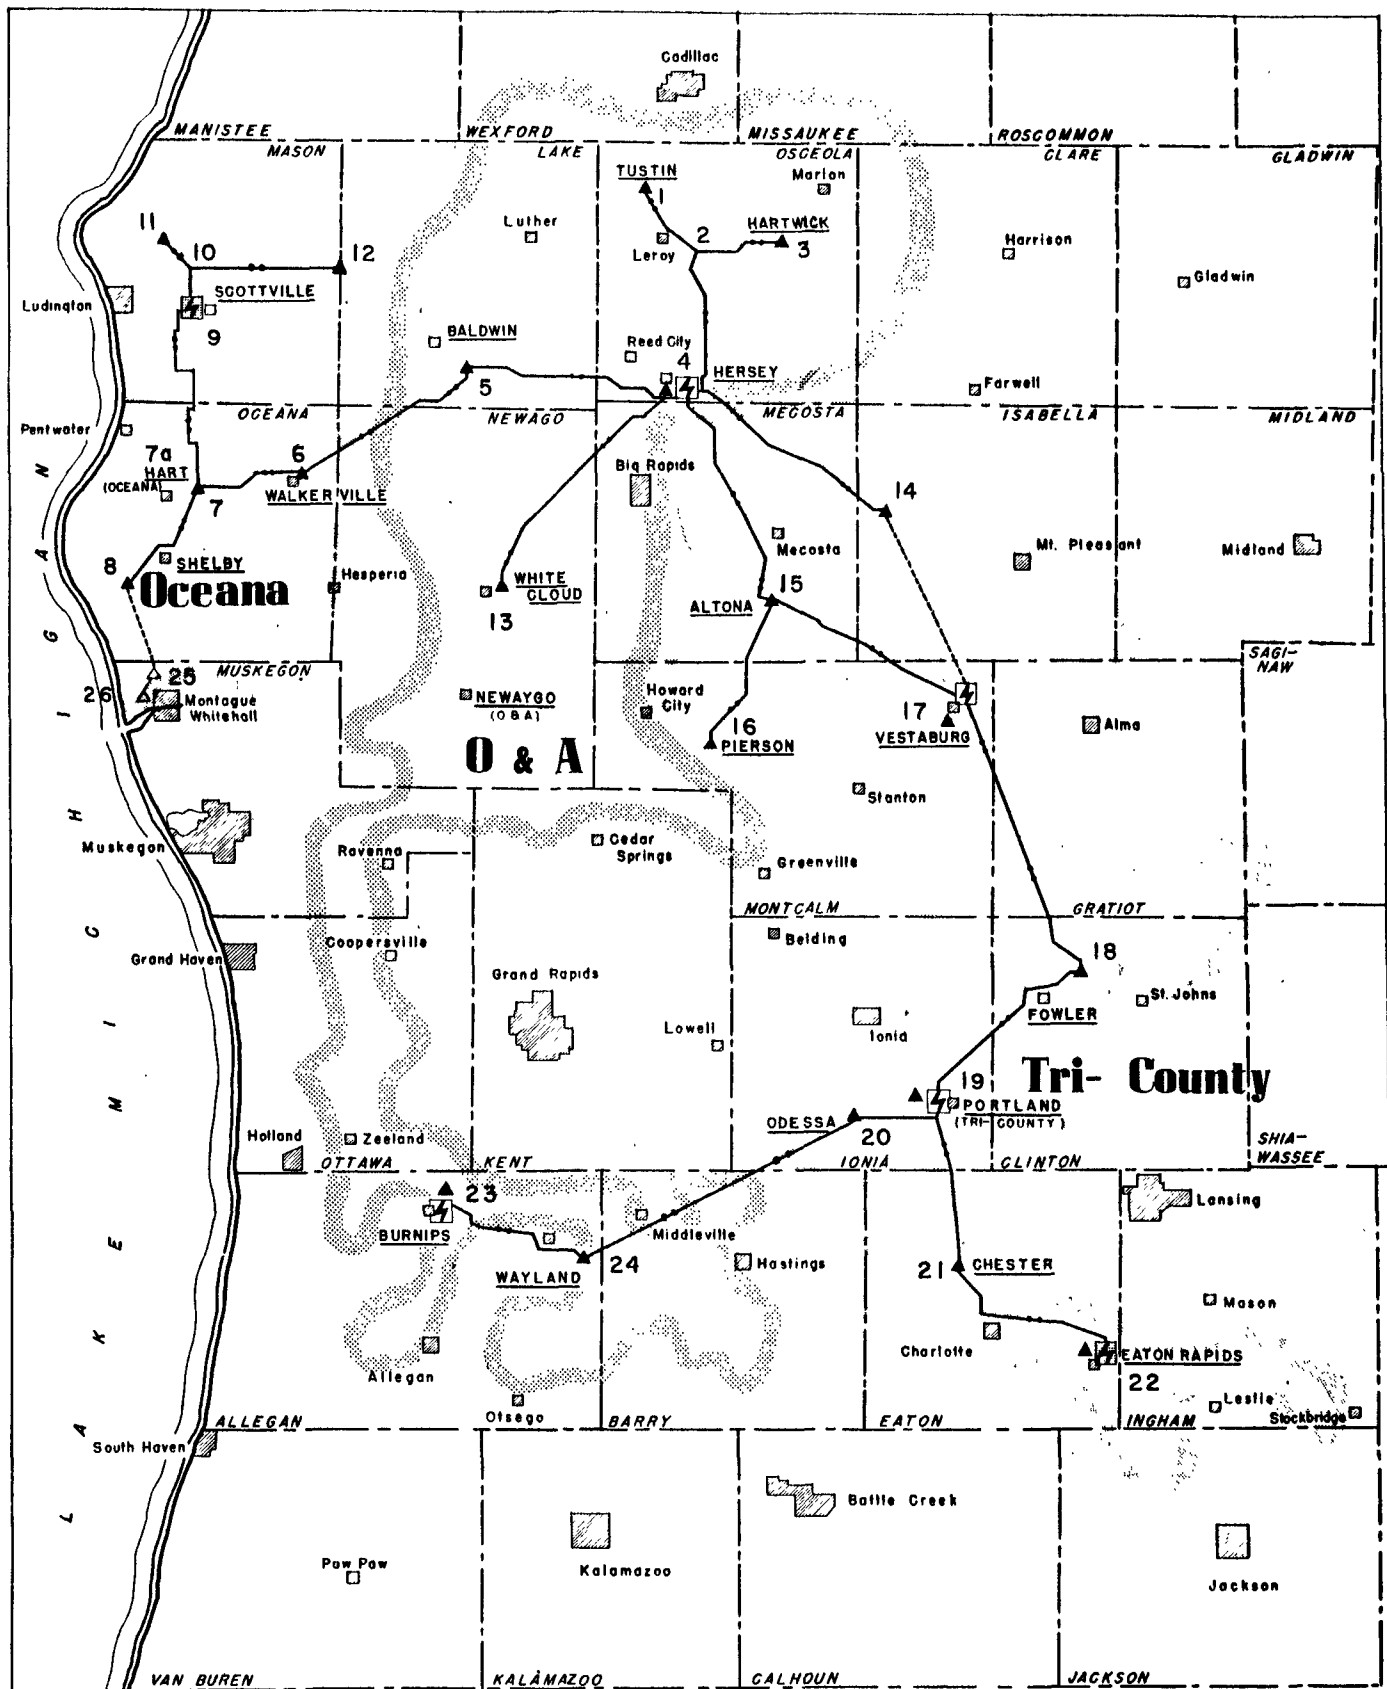 Cadillac
MANISTEE
WEXFORD
MISSAUKEE
ROSCOMMON
MASON
LAKE
OSCEOLA
CLARE
GLADWIN
TUSTIN
1
Marion
11
10
12
Luther
Leroy
2
HARTWICK
3
Harrison
Gladwin
Ludington
SCOTTVILLE
9
BALDWIN
5
Reed City
4
HERSEY
Farwell
OCEANA
NEWAGO
MECOSTA
ISABELLA
MIDLAND
Pentwater
7a
HART
(OCEANA)
7
6
WALKERVILLE
Big Rapids
14
Mecosta
Mt. Pleasant
Midland
8
SHELBY
Oceana
Hesperia
WHITE
CLOUD
13
ALTONA
15
MUSKEGON
SAGI-
NAW
25
26
Montague
Whitehall
NEWAYGO
(O&A)
O & A
Howard
City
16
PIERSON
17
VESTABURG
Alma
Stanton
Muskegon
Ravenna
Cedar
Springs
Greenville
MONTCALM
GRATIOT
Coopersville
Belding
Grand Haven
Grand Rapids
18
Lowell
Ionia
FOWLER
St. Johns
Tri- County
19
PORTLAND
(TRI-COUNTY)
ODESSA
20
Holland
Zeeland
OTTAWA
KENT
IONIA
CLINTON
SHIA-
WASSEE
23
BURNIPS
WAYLAND
24
Middleville
Hastings
21
CHESTER
Lansing
Mason
Charlotte
EATON RAPIDS
22
Allegan
Otsego
Leslie
Stockbridge
ALLEGAN
BARRY
EATON
INGHAM
South Haven
Battle Creek
Paw Paw
Kalamazoo
Jackson
VAN BUREN
KALAMAZOO
CALHOUN
JACKSON
LAKE MICHIGAN